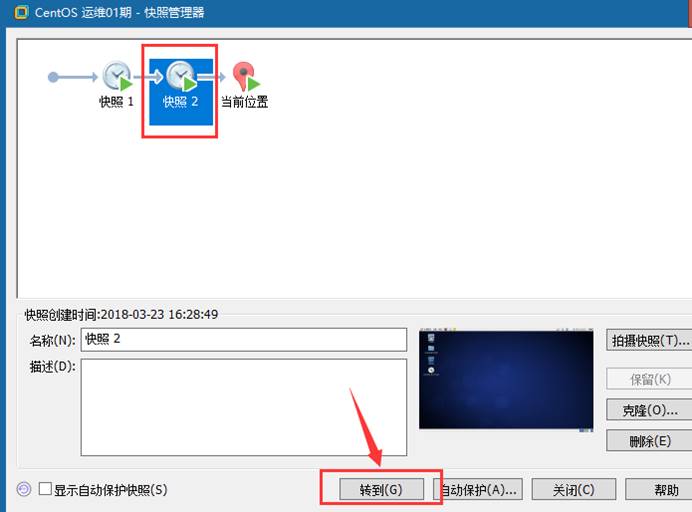 CentOS 运维01期 - 快照管理器
快照 1 快照 2 当前位置
快照创建时间:2018-03-23 16:28:49
名称(N): 快照 2 拍摄快照(T)...
描述(D):
保留(K)
克隆(O)...
删除(E)
显示自动保护快照(S) 转到(G) 自动保护(A)... 关闭(C) 帮助